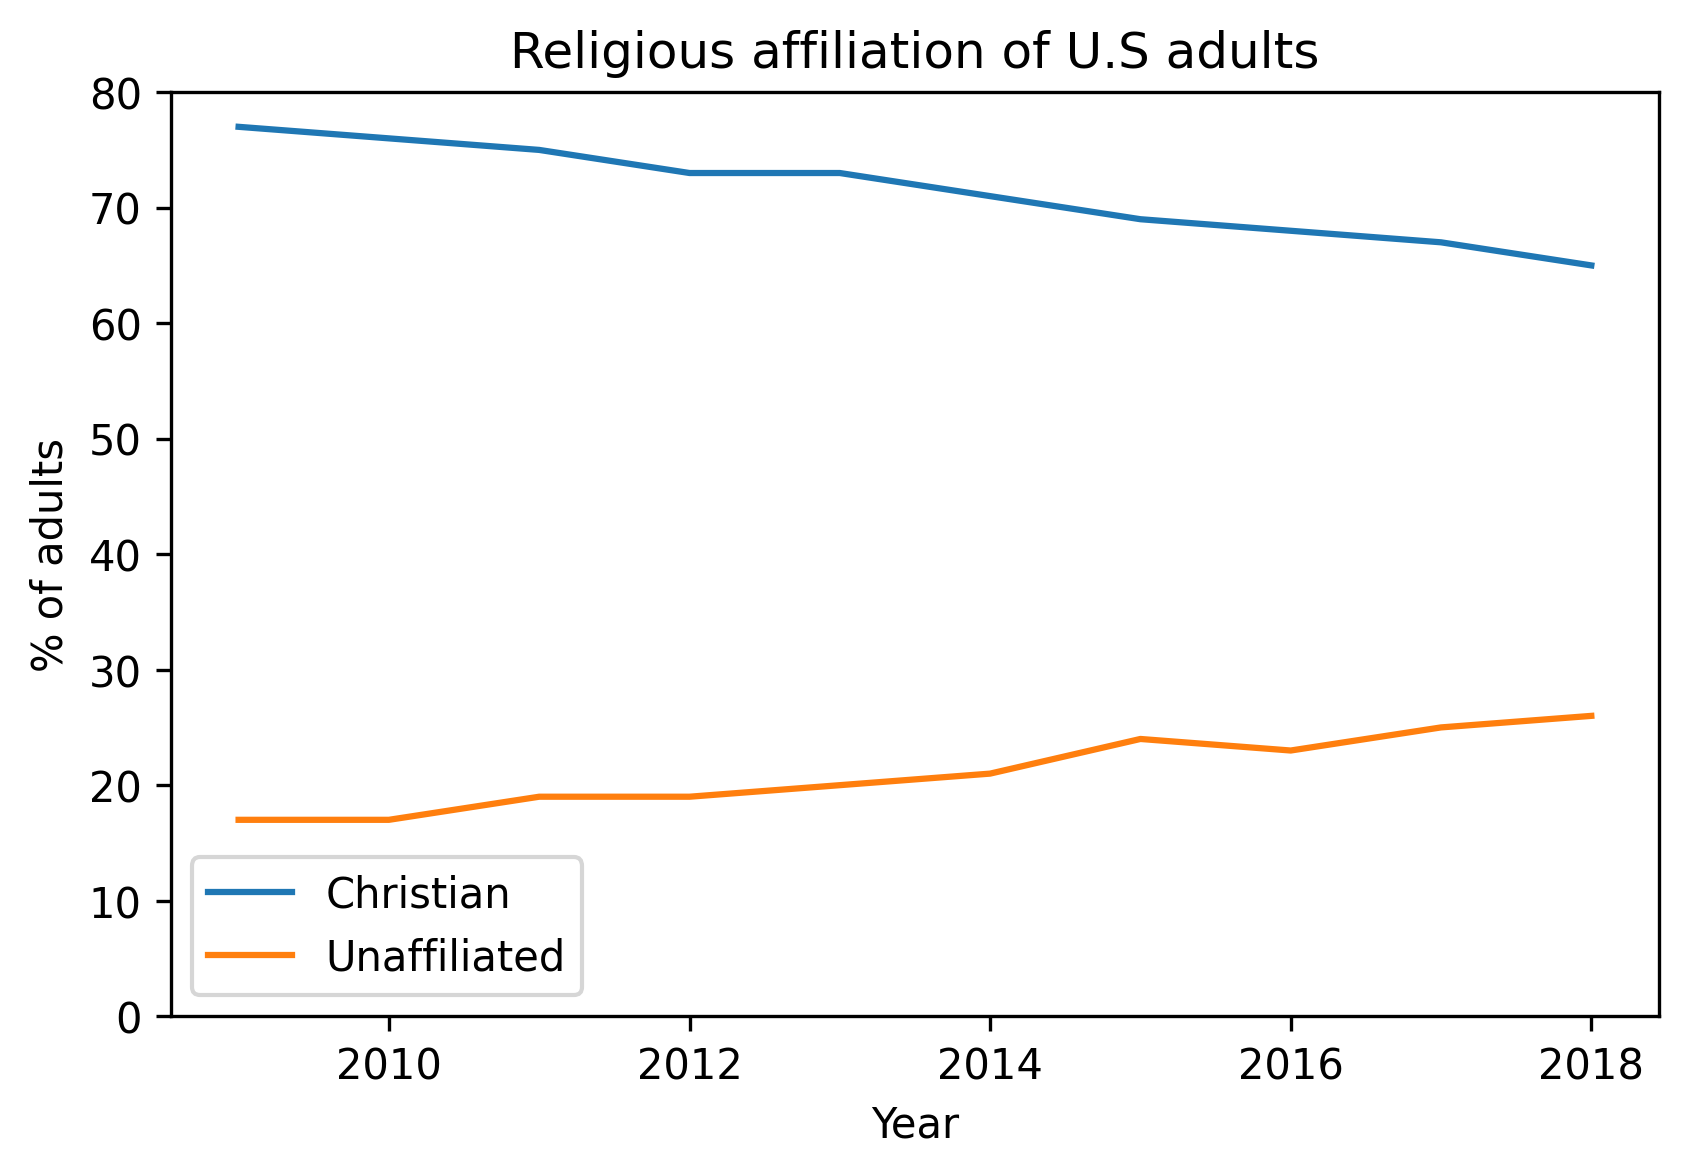 Religious affiliation of U.S adults
80
70
60
50
40
30
20
10
0
% of adults
Christian
Unaffiliated
2010 2012 2014 2016 2018
Year